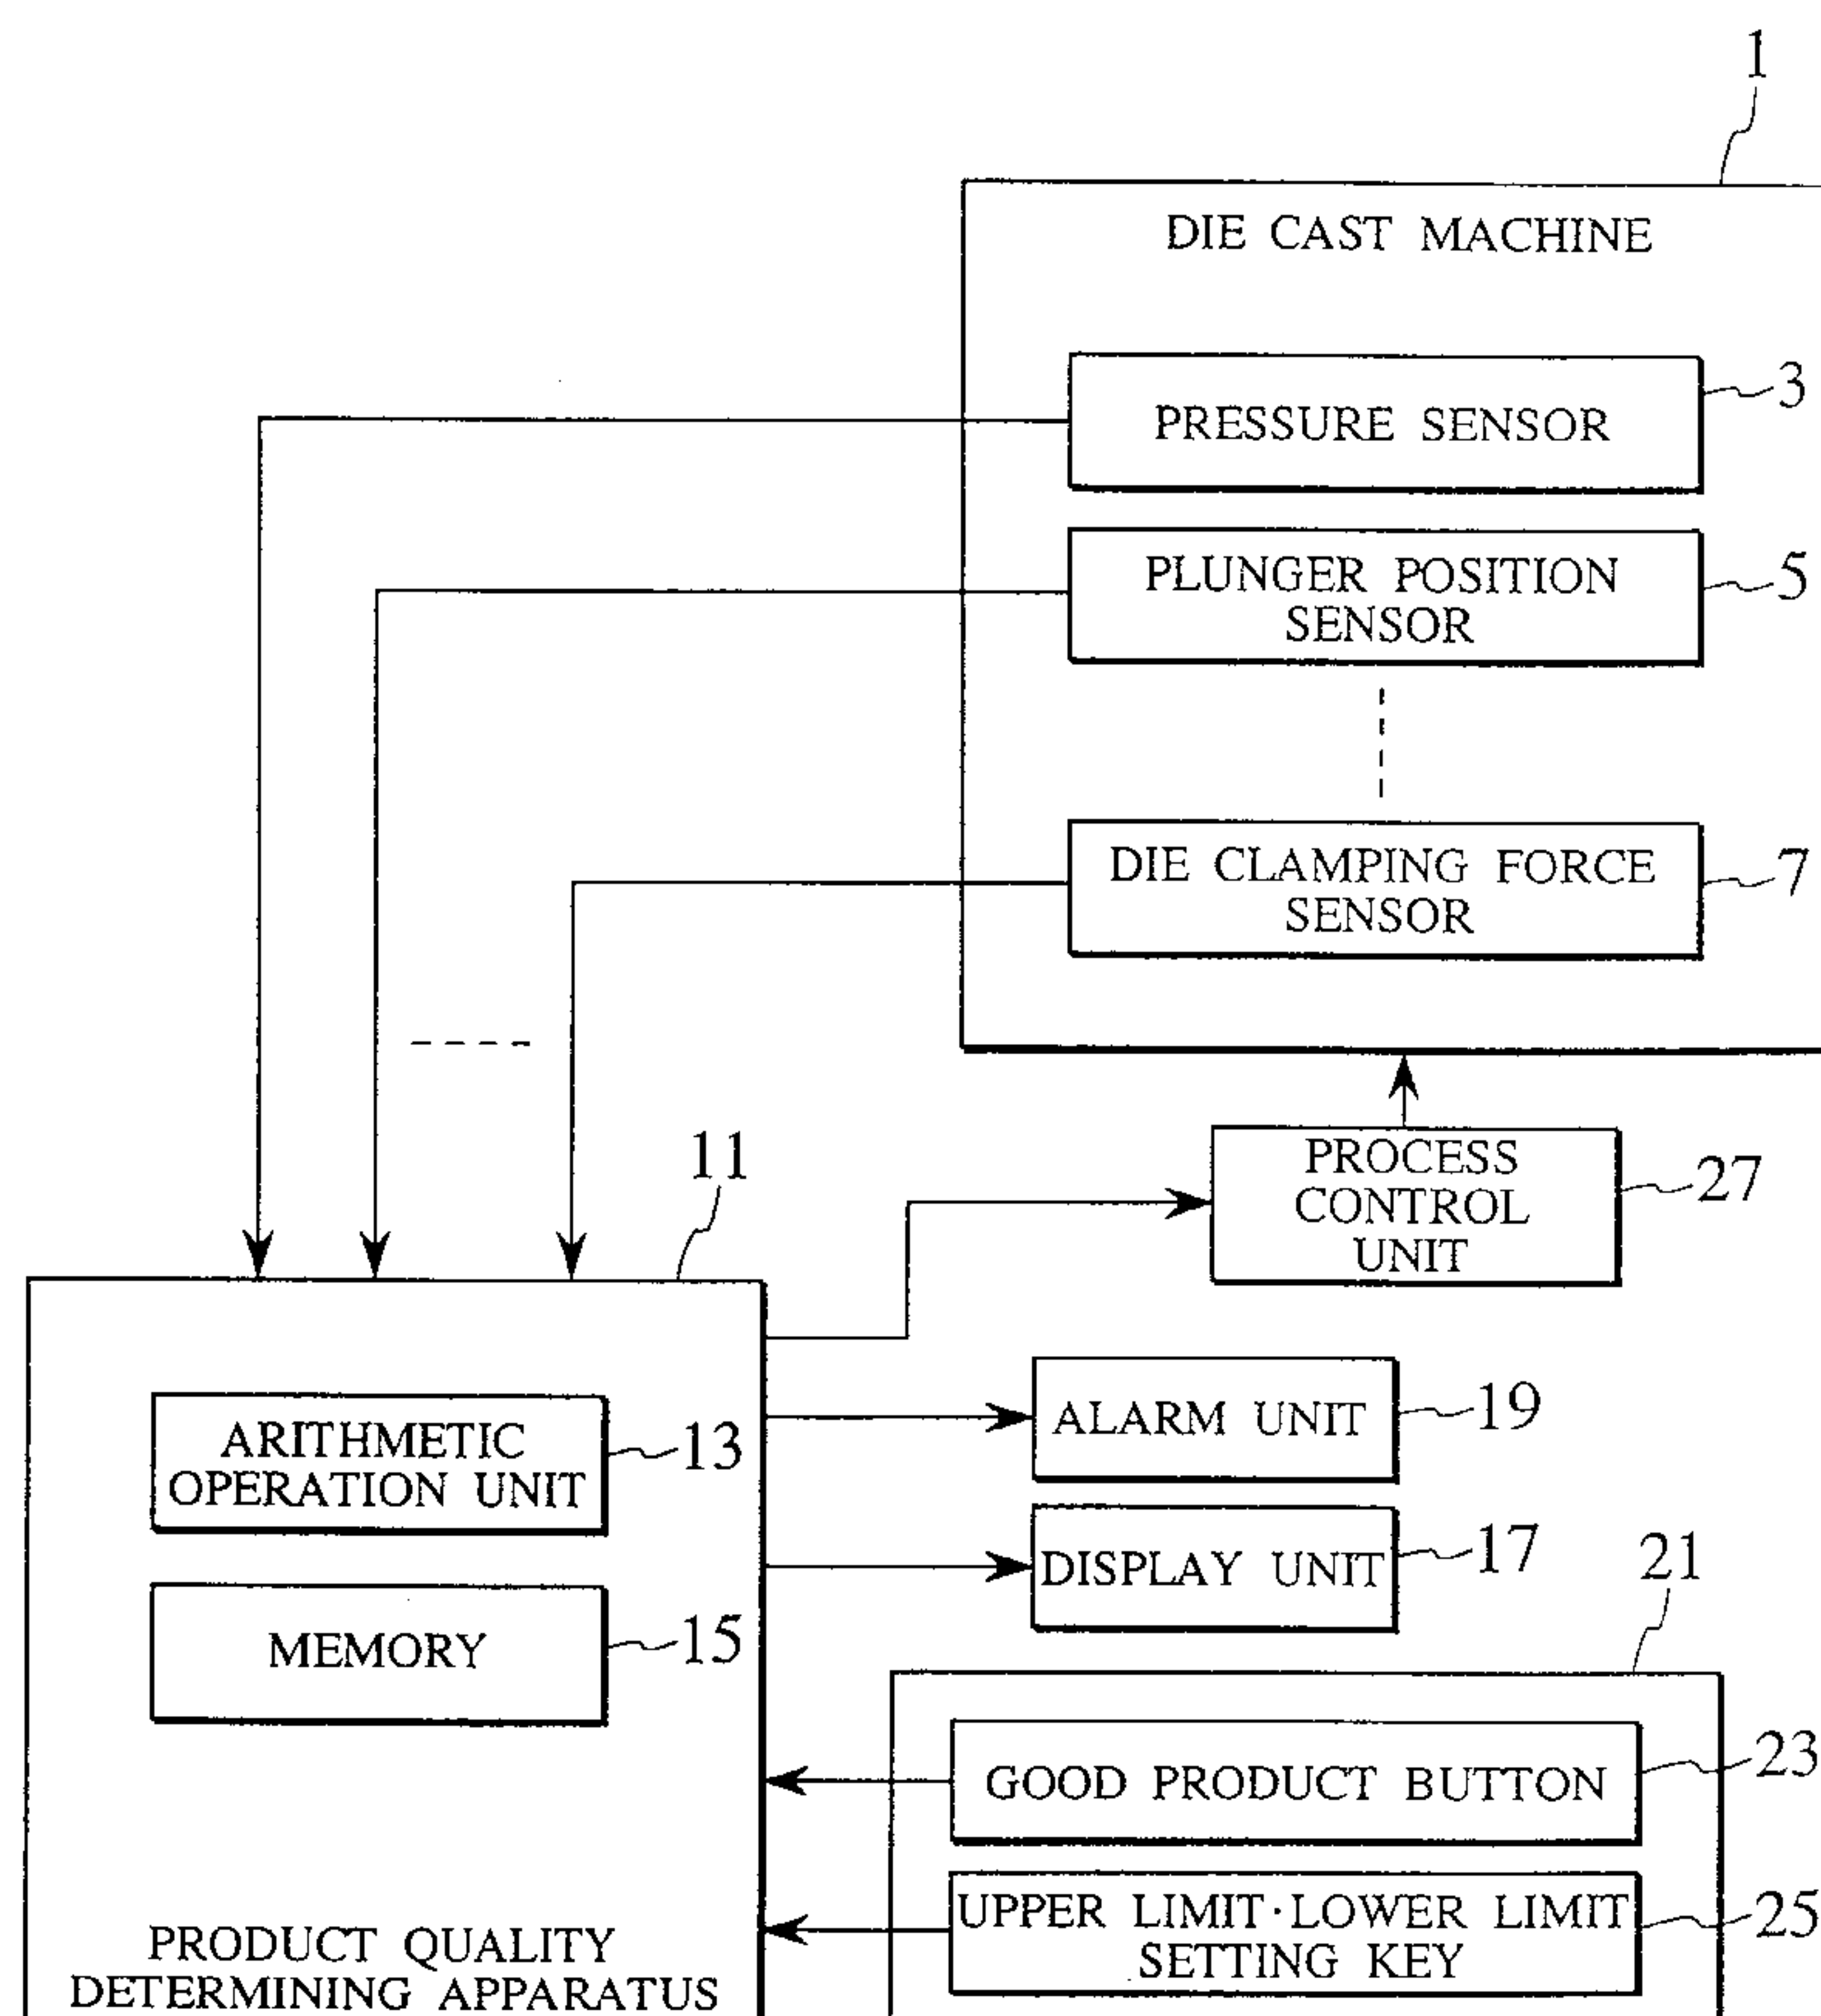 1
DIE CAST MACHINE
PRESSURE SENSOR
3
PLUNGER POSITION
SENSOR
5
DIE CLAMPING FORCE
SENSOR
7
11
PROCESS
CONTROL
UNIT
27
ARITHMETIC
OPERATION UNIT
13
ALARM UNIT
19
MEMORY
15
DISPLAY UNIT
17
21
GOOD PRODUCT BUTTON
23
UPPER LIMIT·LOWER LIMIT
SETTING KEY
25
PRODUCT QUALITY
DETERMINING APPARATUS